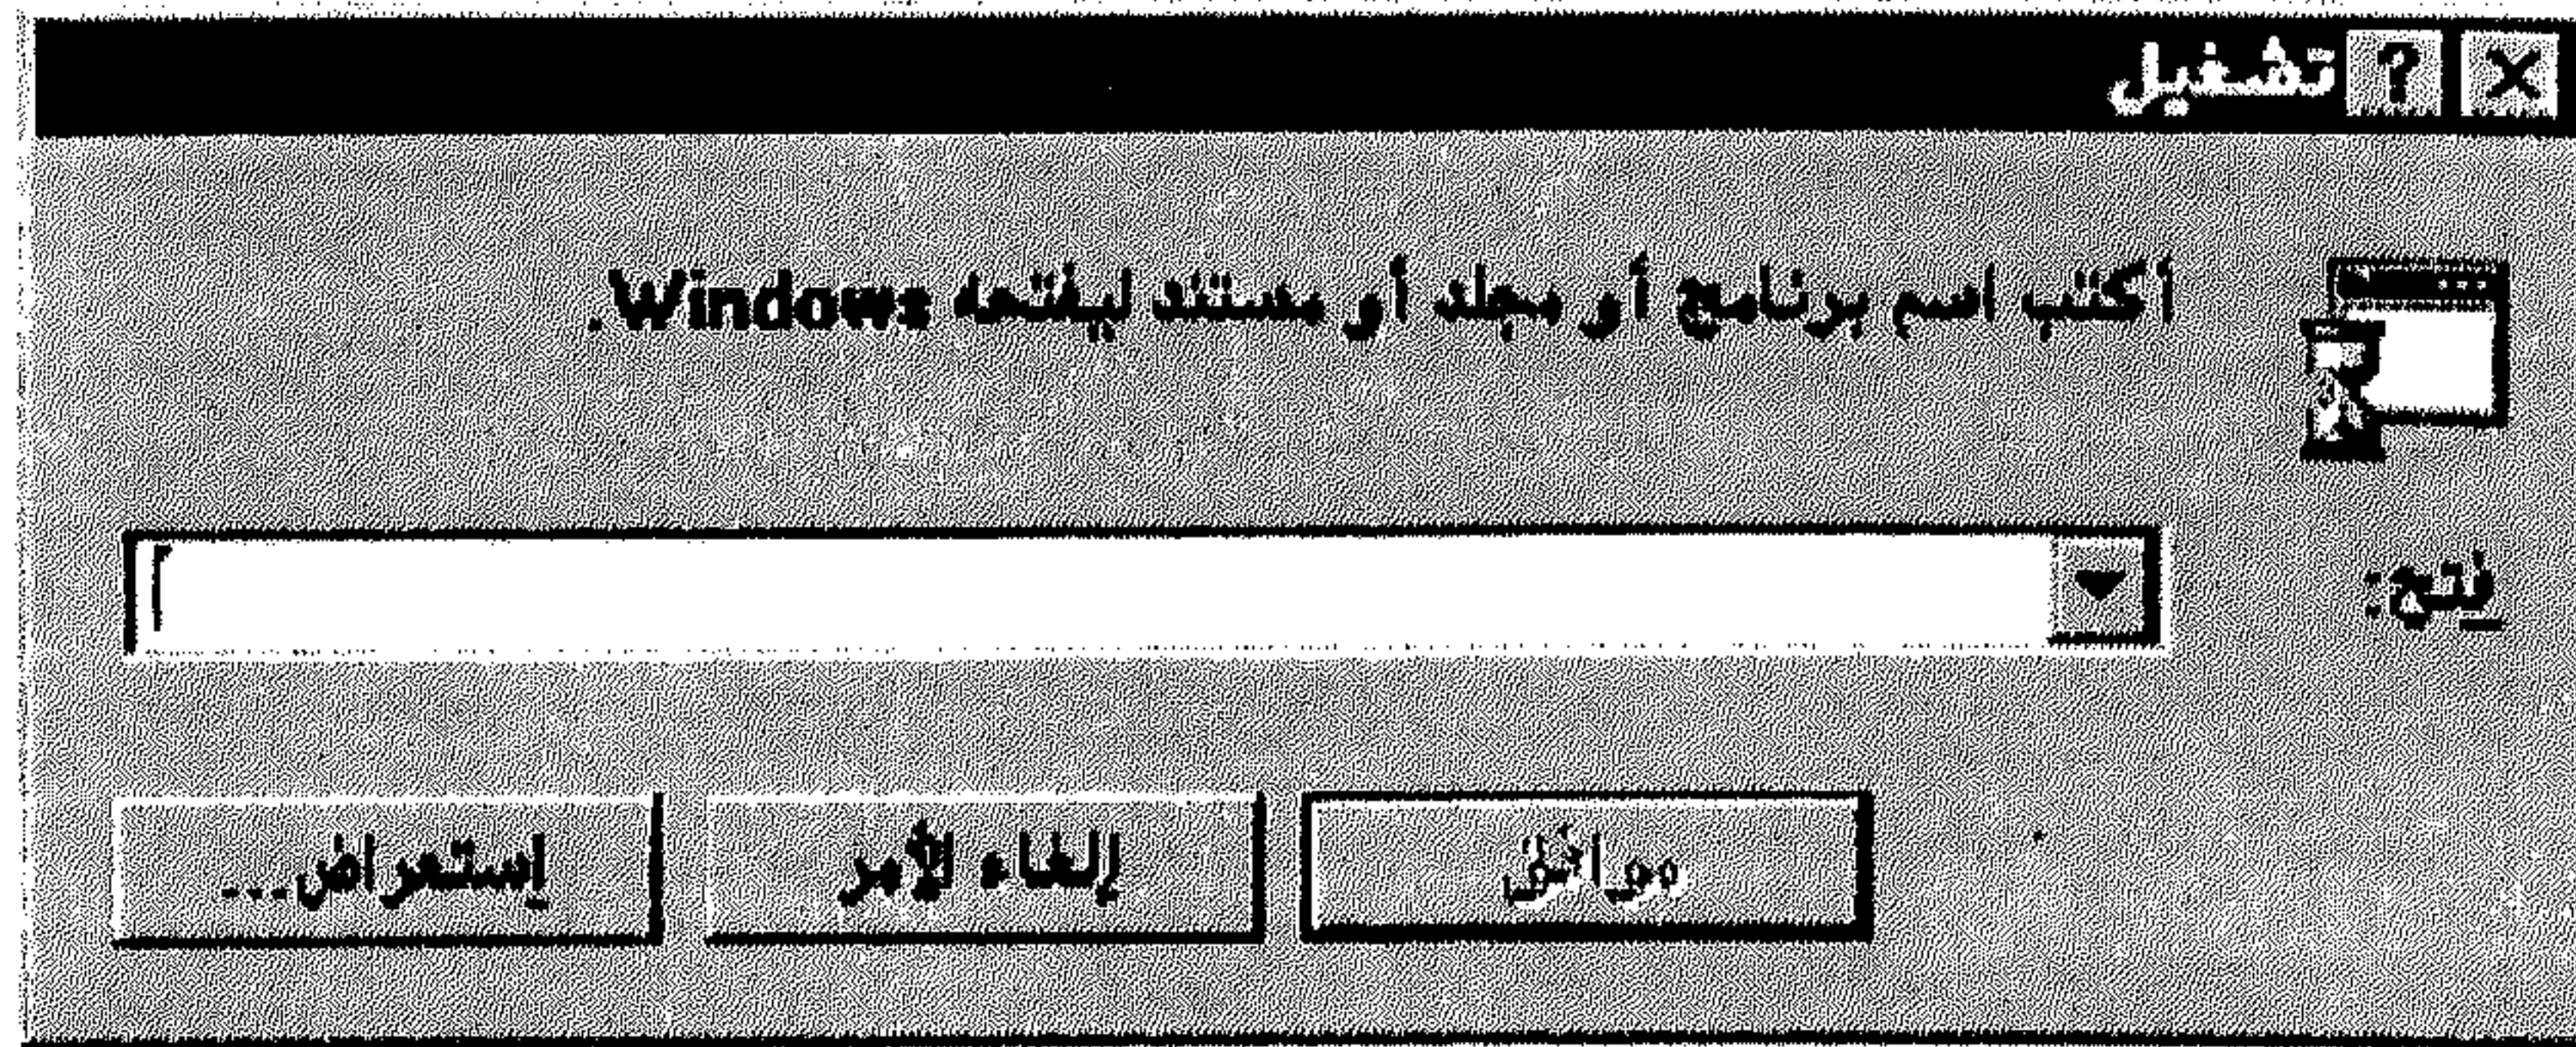 تشغيل
أكتب اسم برنامج أو مجلد أو مستند ليفتحه Windows.
فتح:
موافق
إلغاء الأمر
إستعراض...